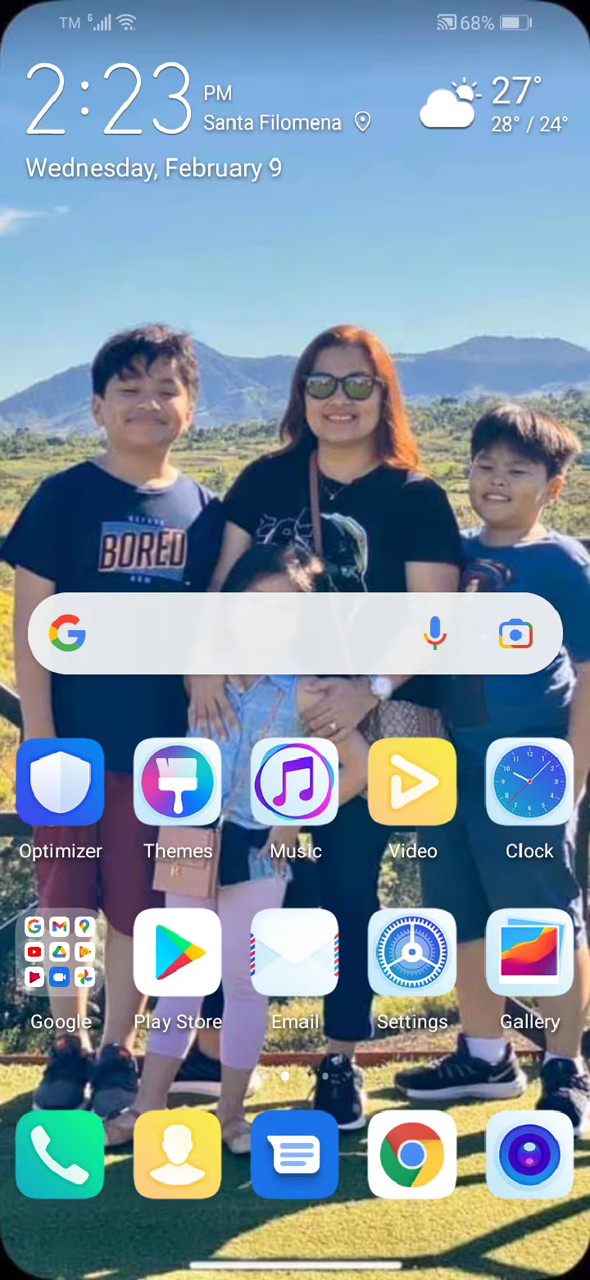 TM G 68%
2:23 PM
Santa Filomena
27°
28° / 24°
Wednesday, February 9
BORED
Optimizer Themes Music Video Clock
Google Play Store Email Settings Gallery